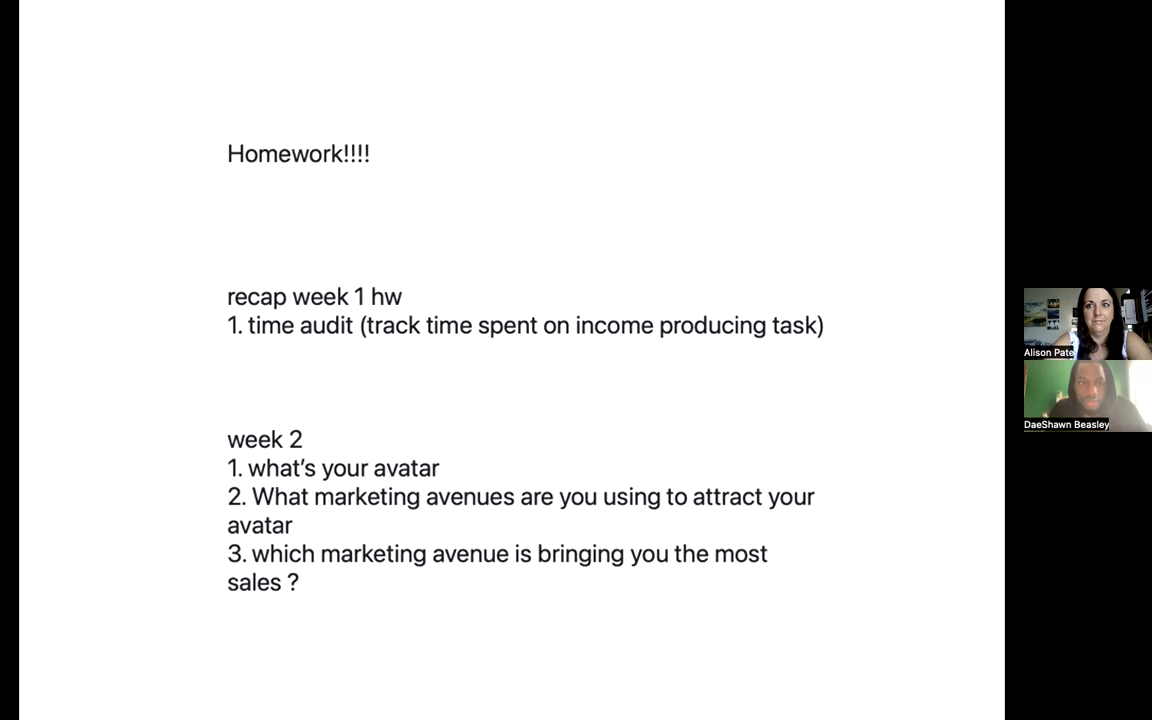 Homework!!!!
recap week 1 hw
1. time audit (track time spent on income producing task)
week 2
1. what's your avatar
2. What marketing avenues are you using to attract your
avatar
3. which marketing avenue is bringing you the most
sales ?
Alison Pate
DaeShawn Beasley